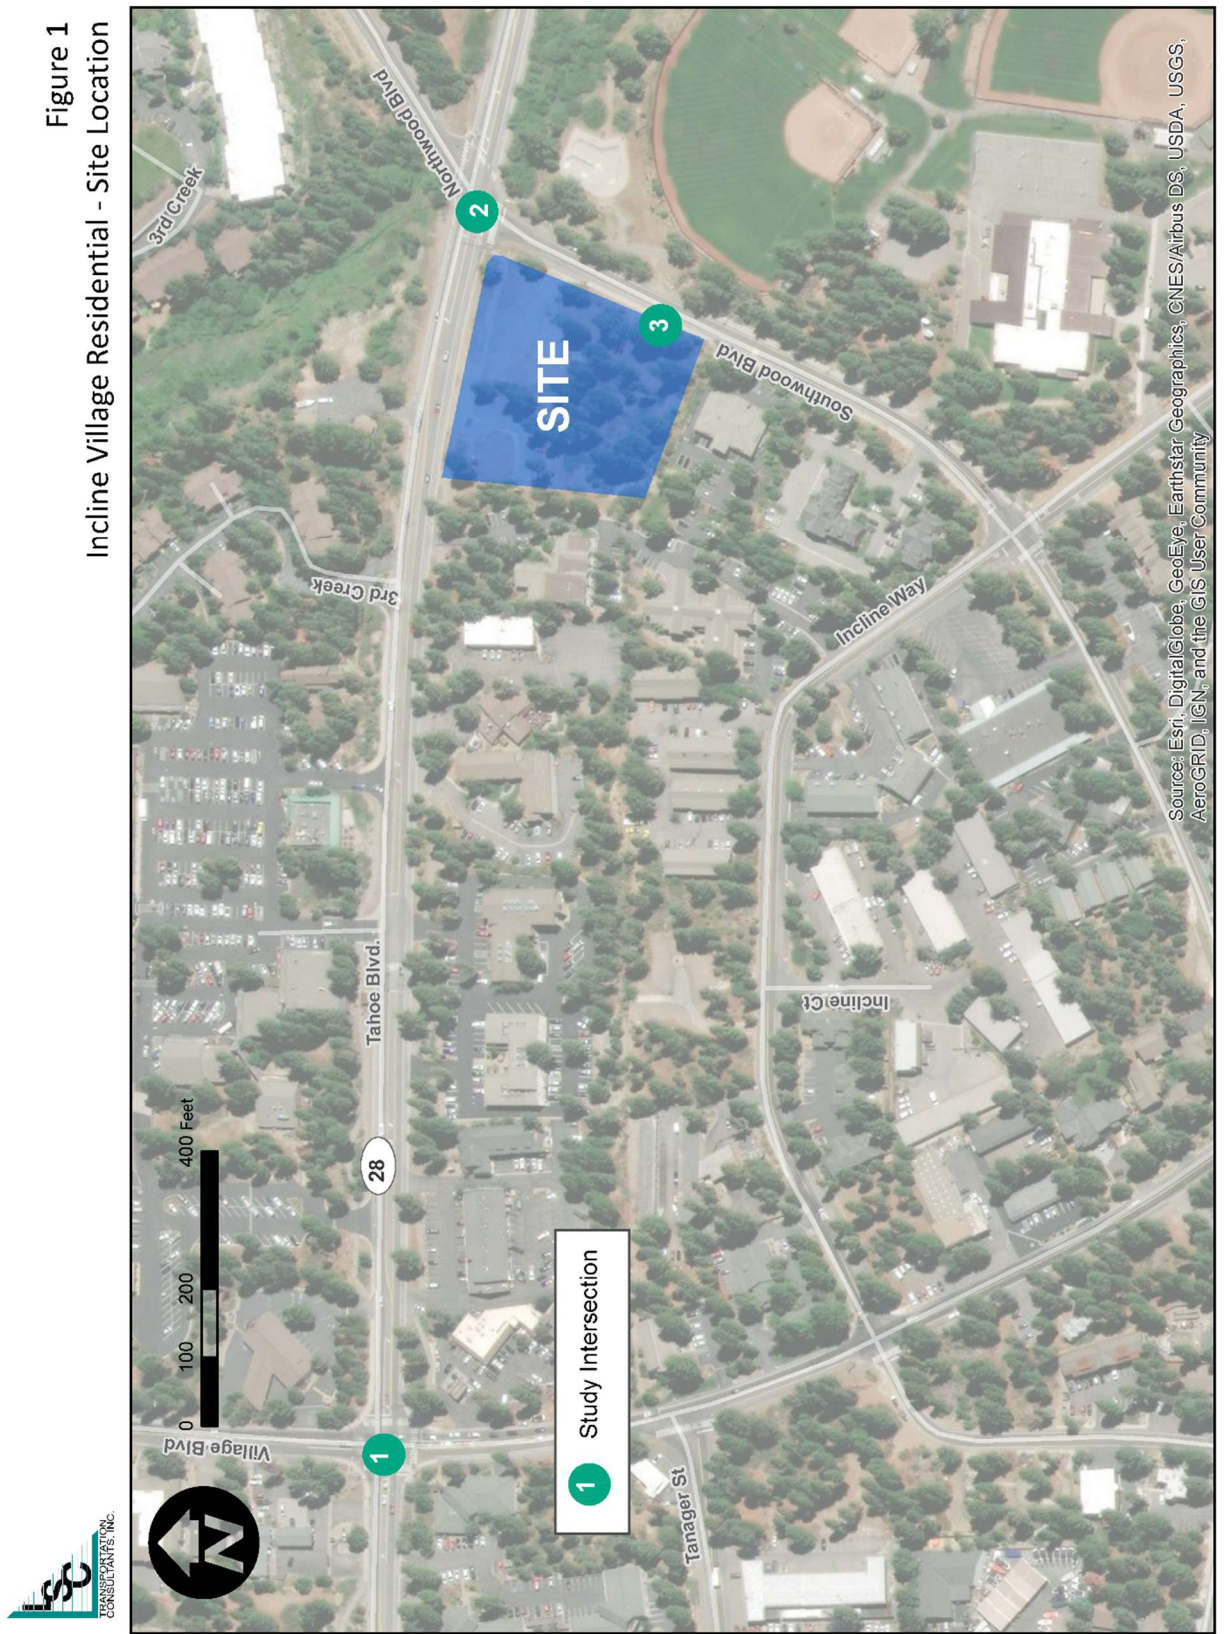 LSC
TRANSPORTATION
CONSULTANTS, INC.
Figure 1
Incline Village Residential - Site Location
N
0 100 200 400 Feet
Village Blvd
28
Tahoe Blvd.
3rd Creek
3rd Creek
Northwood Blvd
1
2
SITE
3
Southwood Blvd
Incline Way
Incline Ct
Tanager St
1 Study Intersection
Source: Esri, DigitalGlobe, GeoEye, Earthstar Geographics, CNES/Airbus DS, USDA, USGS,
AeroGRID, IGN, and the GIS User Community